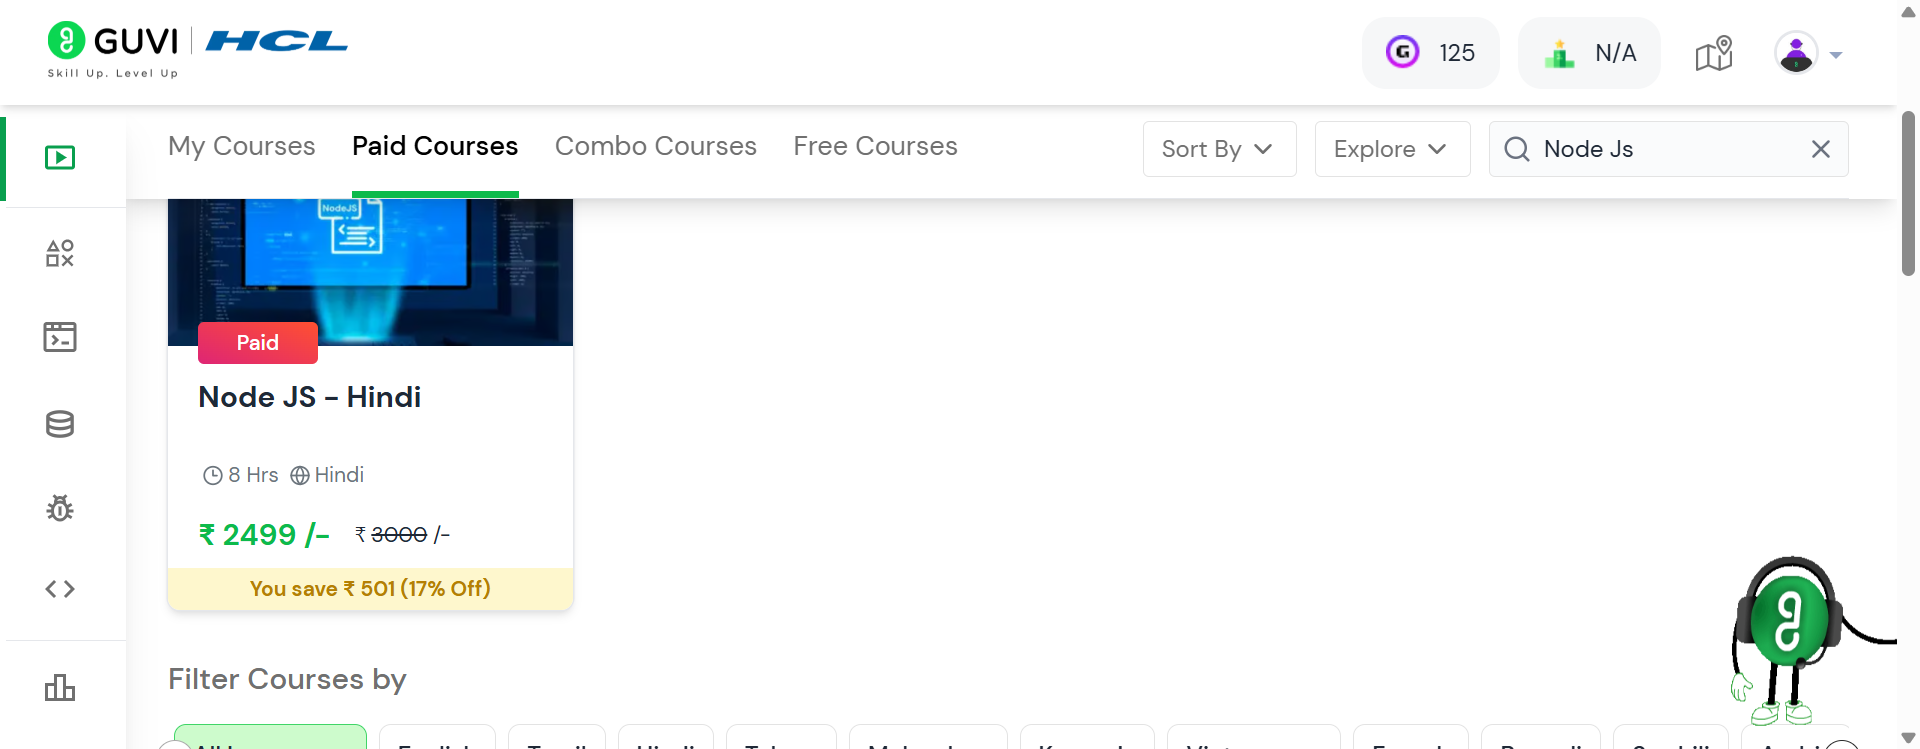 GUVI HCL
Skill Up. Level Up
125
N/A
My Courses Paid Courses Combo Courses Free Courses
Sort By Explore Node Js
NodeJS
Paid
Node JS - Hindi
8 Hrs Hindi
₹ 2499 /- ₹ 3000 /-
You save ₹ 501 (17% Off)
Filter Courses by